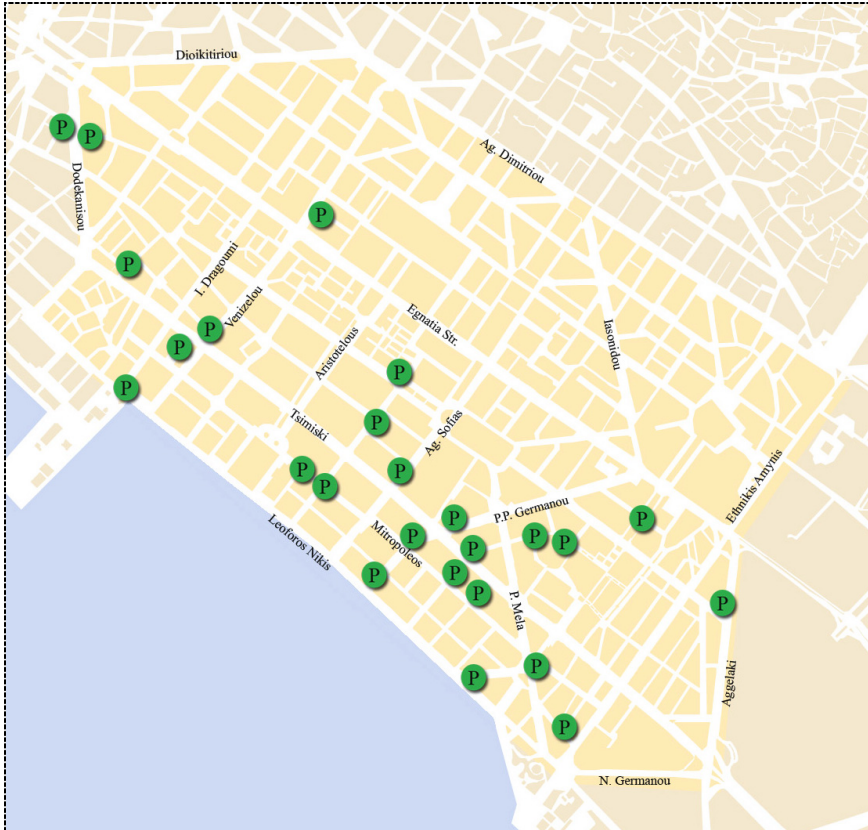 Dioikitiriou
P
P
Ag. Dimitriou
Dodekanisou
P
P
I. Dragoumi
Venizelou
P
P
Egnatia Str.
Iasonidou
Aristotelous
P
P
P
Tsimiski
Ag. Sofias
P
P
P
Ethnikis Amynis
P.P. Germanou
P
P
P
P
P
P
P
Leoforos Nikis
Mitropoleos
P
P
P
P. Mela
P
P
P
Aggelaki
P
N. Germanou